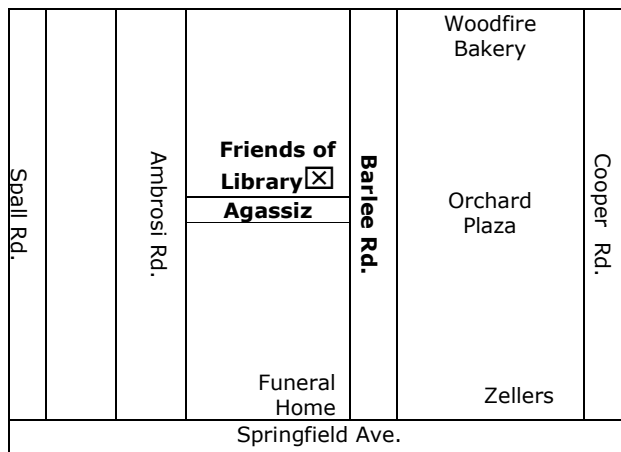 Woodfire
Bakery
Spall Rd.
Ambrosi Rd.
Friends of
Library
Agassiz
Barlee Rd.
Orchard
Plaza
Cooper Rd.
Funeral
Home
Zellers
Springfield Ave.